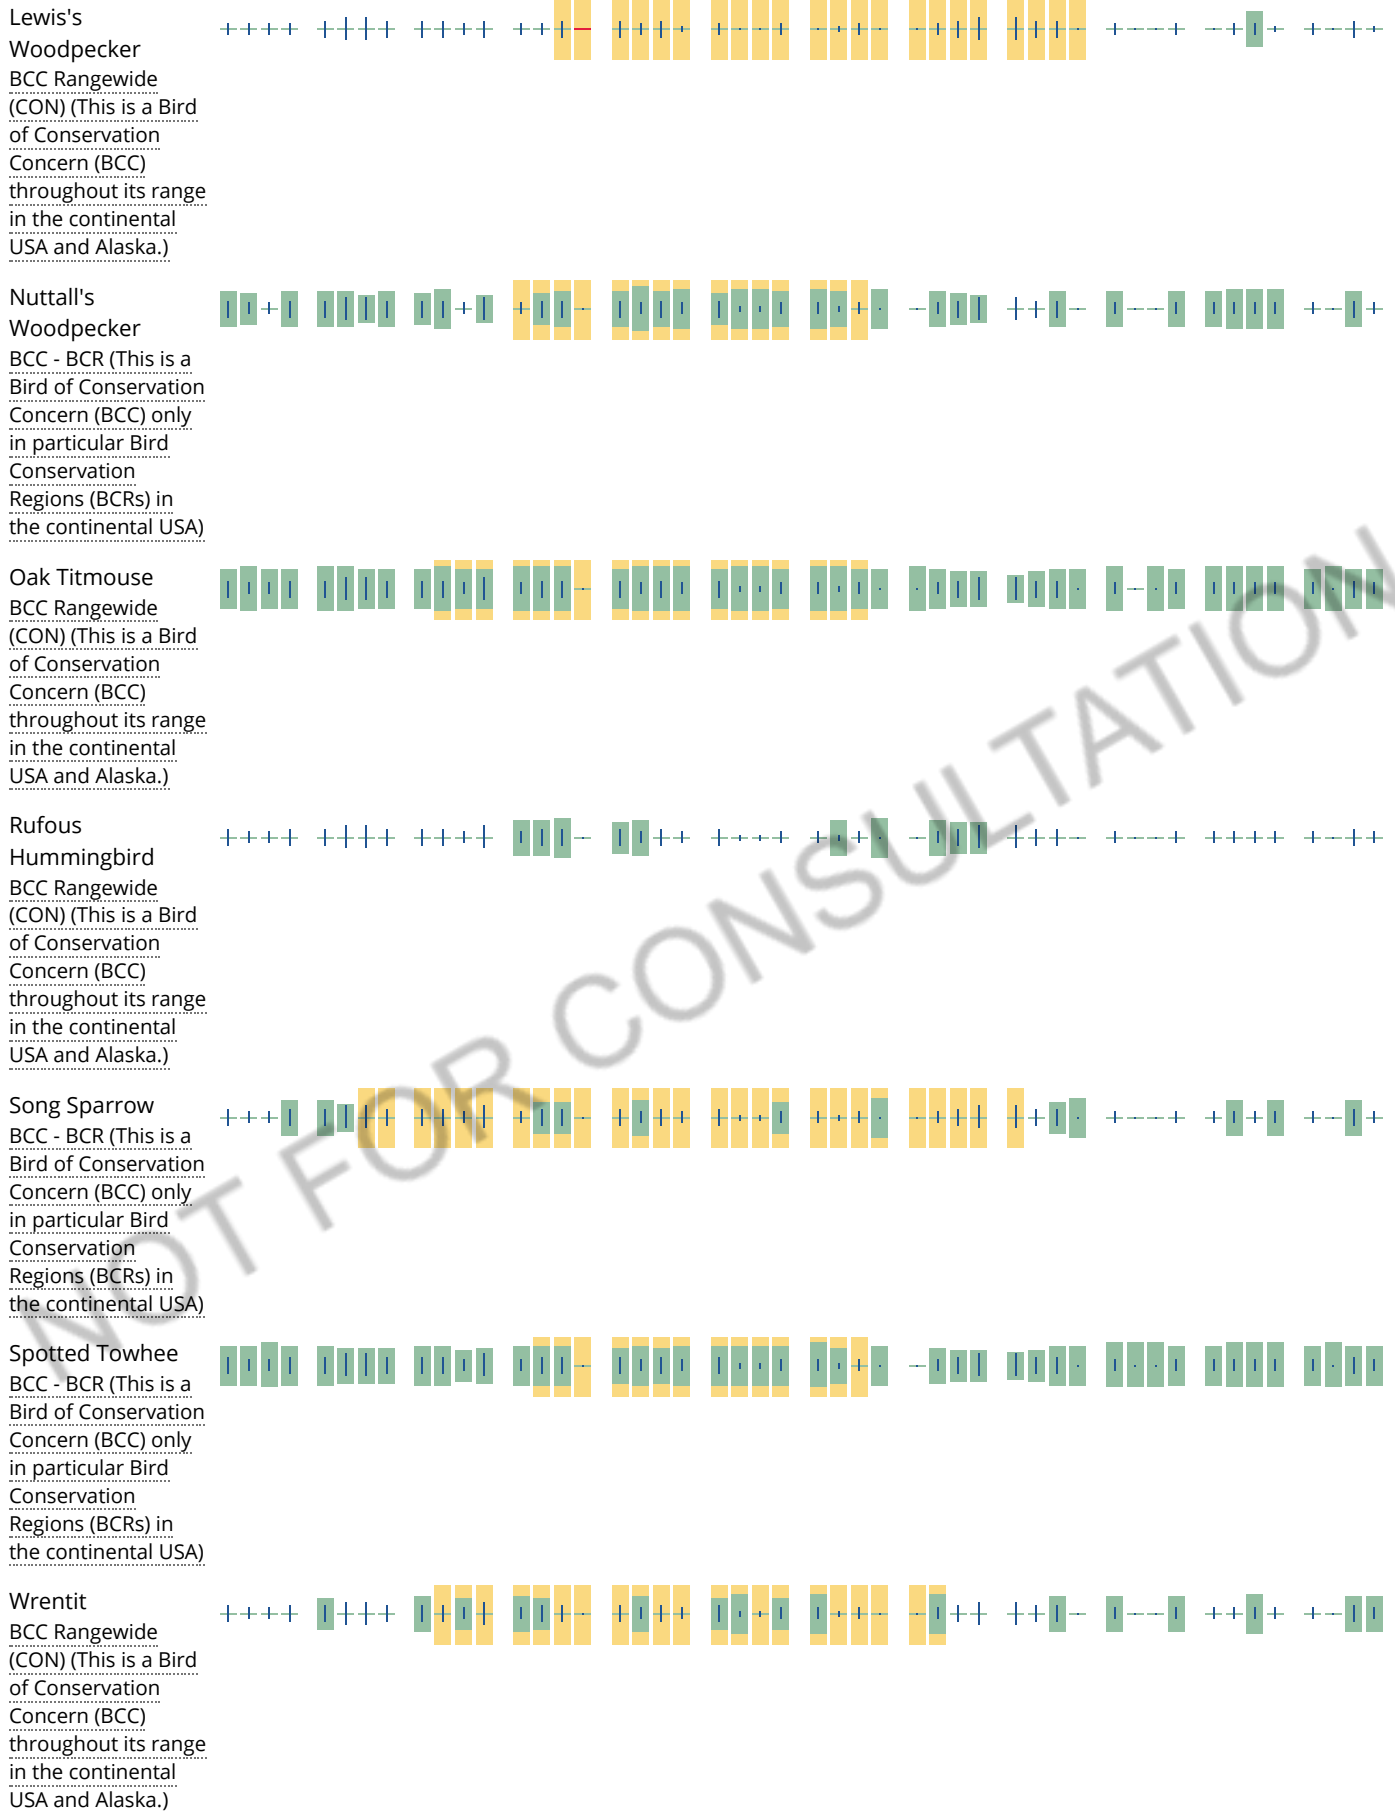 Lewis's
Woodpecker
BCC Rangewide
(CON) (This is a Bird
of Conservation
Concern (BCC)
throughout its range
in the continental
USA and Alaska.)
Nuttall's
Woodpecker
BCC - BCR (This is a
Bird of Conservation
Concern (BCC) only
in particular Bird
Conservation
Regions (BCRs) in
the continental USA)
Oak Titmouse
BCC Rangewide
(CON) (This is a Bird
of Conservation
Concern (BCC)
throughout its range
in the continental
USA and Alaska.)
Rufous
Hummingbird
BCC Rangewide
(CON) (This is a Bird
of Conservation
Concern (BCC)
throughout its range
in the continental
USA and Alaska.)
Song Sparrow
BCC - BCR (This is a
Bird of Conservation
Concern (BCC) only
in particular Bird
Conservation
Regions (BCRs) in
the continental USA)
Spotted Towhee
BCC - BCR (This is a
Bird of Conservation
Concern (BCC) only
in particular Bird
Conservation
Regions (BCRs) in
the continental USA)
Wrentit
BCC Rangewide
(CON) (This is a Bird
of Conservation
Concern (BCC)
throughout its range
in the continental
USA and Alaska.)
NOT FOR CONSULTATION